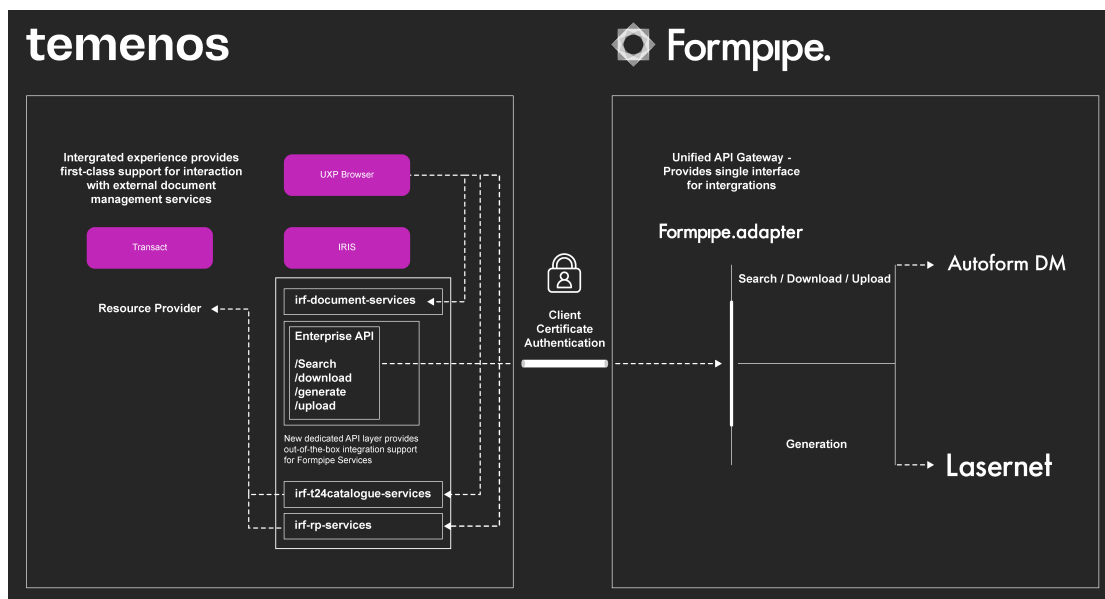 temenos
Formpipe.
Intergrated experience provides
first-class support for interaction
with external document
management services
UXP Browser
Transact
IRIS
Resource Provider
irf-document-services
Enterprise API
/Search
/download
/generate
/upload
New dedicated API layer provides
out-of-the-box integration support
for Formpipe Services
irf-t24catalogue-services
irf-rp-services
Client
Certificate
Authentication
Unified API Gateway -
Provides single interface
for intergrations
Formpipe.adapter
Search / Download / Upload
Autoform DM
Generation
Lasernet